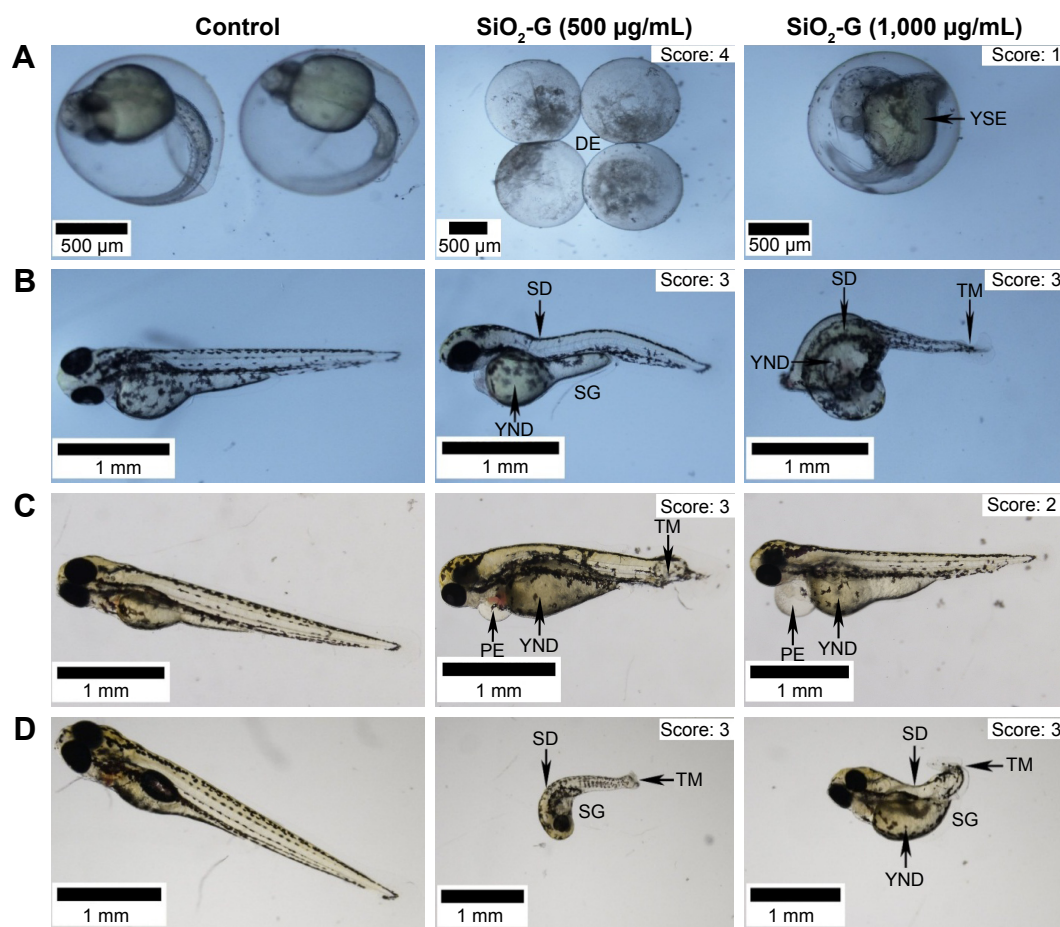 Control
SiO₂-G (500 µg/mL)
SiO₂-G (1,000 µg/mL)
A
Score: 4
Score: 1
DE
YSE
500 µm
500 µm
500 µm
B
Score: 3
Score: 3
SD
SD
TM
YND
SG
YND
1 mm
1 mm
1 mm
C
Score: 3
Score: 2
TM
PE
YND
PE
YND
1 mm
1 mm
1 mm
D
Score: 3
Score: 3
SD
SD
TM
TM
SG
SG
YND
1 mm
1 mm
1 mm